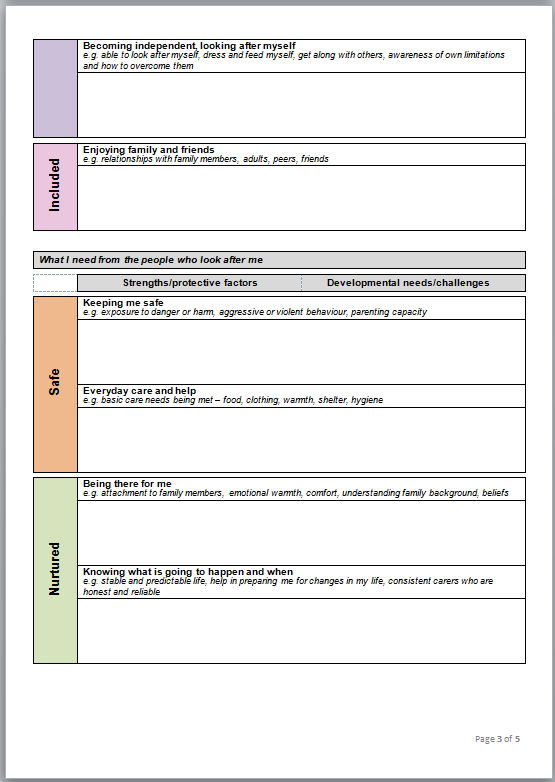 Becoming independent, looking after myself
e.g. able to look after myself, dress and feed myself, get along with others, awareness of own limitations
and how to overcome them
Included
Enjoying family and friends
e.g. relationships with family members, adults, peers, friends
What I need from the people who look after me
Strengths/protective factors Developmental needs/challenges
Safe
Keeping me safe
e.g. exposure to danger or harm, aggressive or violent behaviour, parenting capacity
Everyday care and help
e.g. basic care needs being met – food, clothing, warmth, shelter, hygiene
Nurtured
Being there for me
e.g. attachment to family members, emotional warmth, comfort, understanding family background, beliefs
Knowing what is going to happen and when
e.g. stable and predictable life, help in preparing me for changes in my life, consistent carers who are
honest and reliable
Page 3 of 5